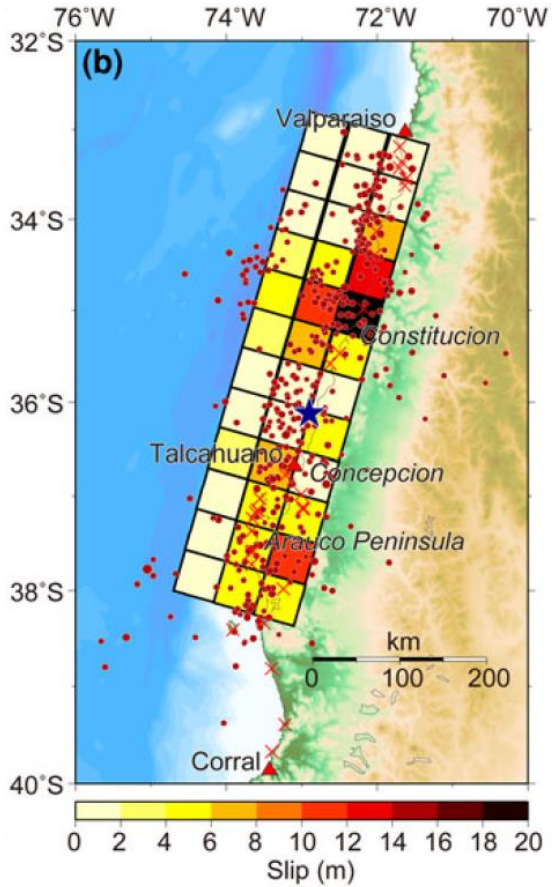 76˚W 74˚W 72˚W 70˚W
32˚S
(b)
Valparaiso
34˚S
Constitucion
36˚S
Talcahuano
Concepcion
Arauco Peninsula
38˚S
km
0 100 200
Corral
40˚S
0 2 4 6 8 10 12 14 16 18 20
Slip (m)